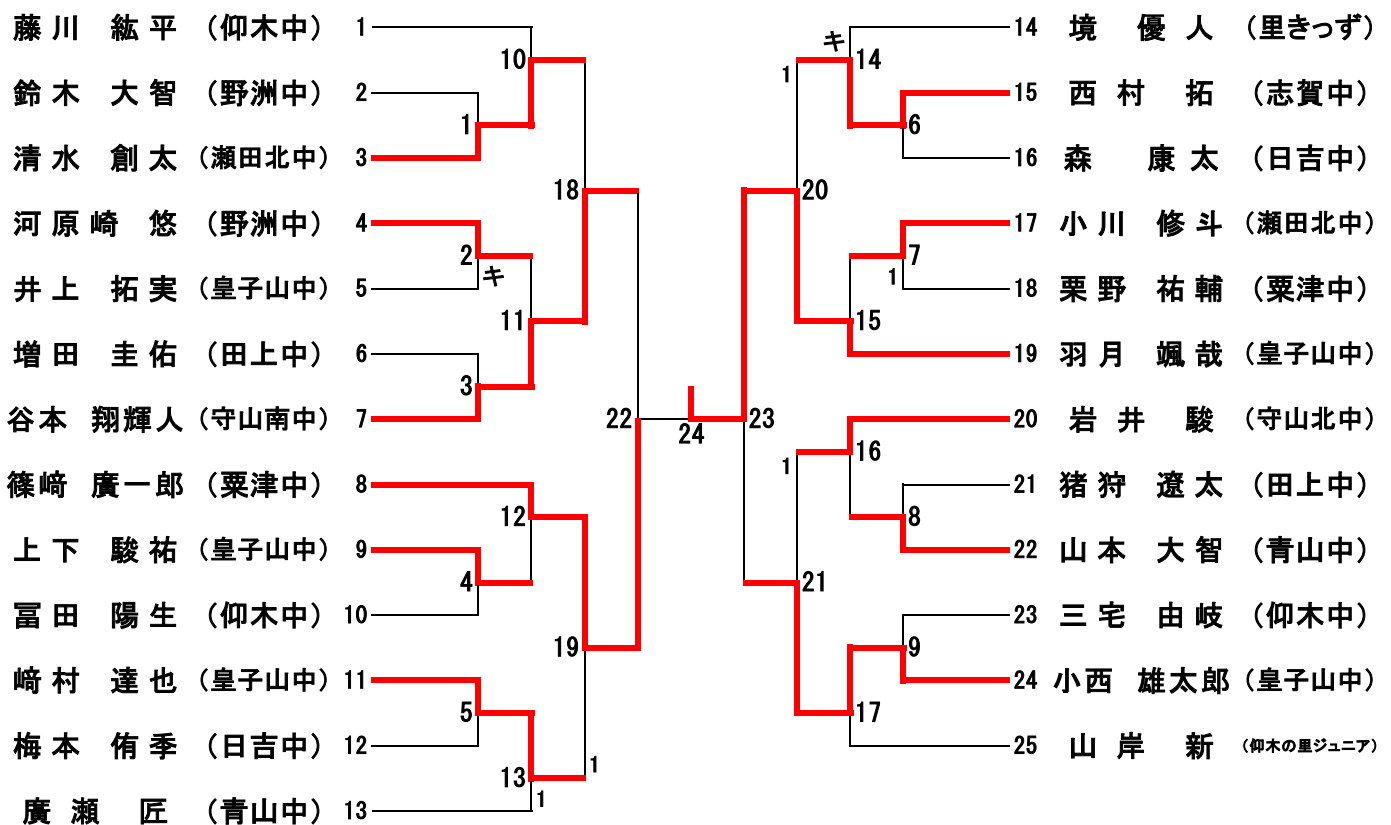 藤川 紘平 (仰木中) 1
鈴木 大智 (野洲中) 2
清水 創太 (瀬田北中) 3
河原崎 悠 (野洲中) 4
井上 拓実 (皇子山中) 5
増田 圭佑 (田上中) 6
谷本 翔輝人 (守山南中) 7
篠﨑 廣一郎 (粟津中) 8
上下 駿祐 (皇子山中) 9
冨田 陽生 (仰木中) 10
﨑村 達也 (皇子山中) 11
梅本 侑季 (日吉中) 12
廣瀬 匠 (青山中) 13
10
1
18
2
キ
11
3
22
12
4
19
5
13
1
1
24
23
キ
14
1
6
20
7
1
15
16
1
8
21
9
17
14 境 優人 (里きっず)
15 西村 拓 (志賀中)
16 森 康太 (日吉中)
17 小川 修斗 (瀬田北中)
18 栗野 祐輔 (粟津中)
19 羽月 颯哉 (皇子山中)
20 岩井 駿 (守山北中)
21 猪狩 遼太 (田上中)
22 山本 大智 (青山中)
23 三宅 由岐 (仰木中)
24 小西 雄太郎 (皇子山中)
25 山岸 新 (仰木の里ジュニア)